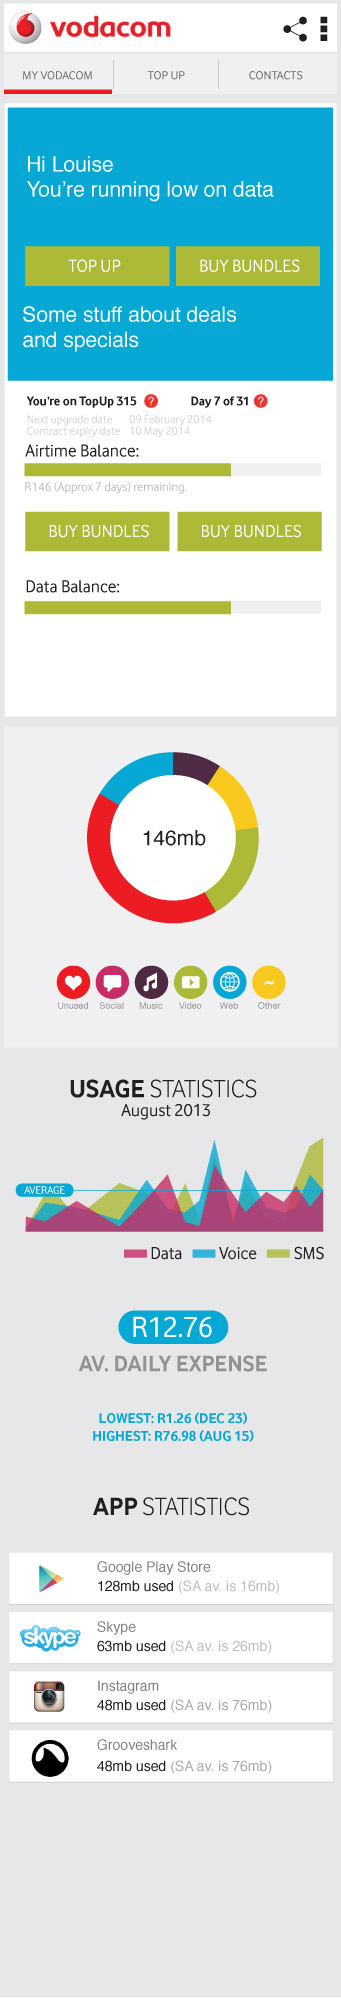 vodacom
MY VODACOM
TOP UP
CONTACTS
Hi Louise
You're running low on data
TOP UP
BUY BUNDLES
Some stuff about deals
and specials
You're on TopUp 315 ?
Day 7 of 31 ?
Next upgrade date 09 February 2014
Contract expiry date 10 May 2014
Airtime Balance:
R146 (Approx 7 days) remaining.
BUY BUNDLES
BUY BUNDLES
Data Balance:
146mb
~
Unused Social Music Video Web Other
USAGE STATISTICS
August 2013
AVERAGE
Data Voice SMS
R12.76
AV. DAILY EXPENSE
LOWEST: R1.26 (DEC 23)
HIGHEST: R76.98 (AUG 15)
APP STATISTICS
Google Play Store
128mb used (SA av. is 16mb)
skype
Skype
63mb used (SA av. is 26mb)
Instagram
48mb used (SA av. is 76mb)
Grooveshark
48mb used (SA av. is 76mb)